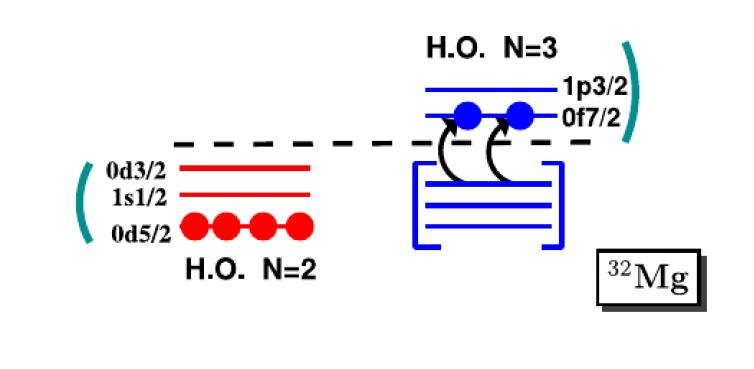 H.O. N=3
1p3/2
0f7/2
0d3/2
1s1/2
0d5/2
H.O. N=2
³²Mg